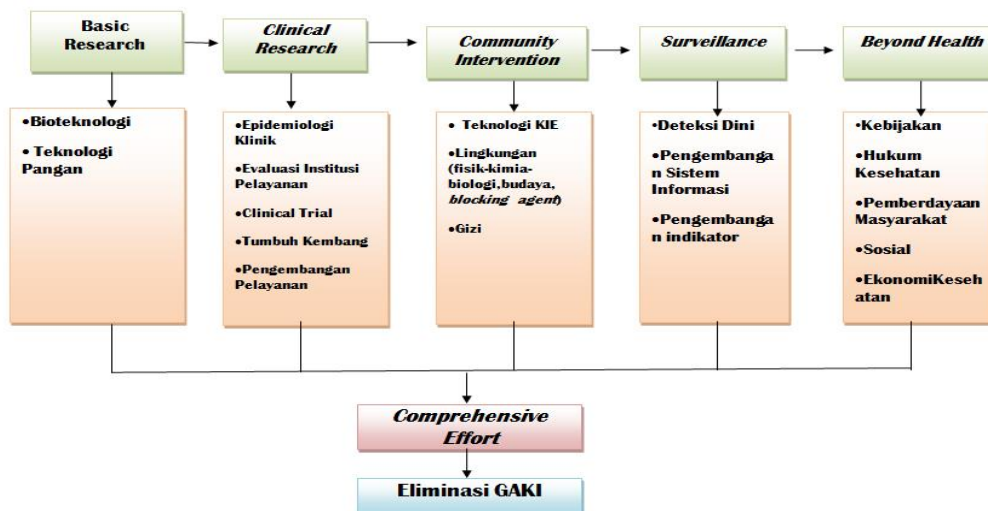 Basic
Research
Clinical
Research
Community
Intervention
Surveillance
Beyond Health
•Bioteknologi
• Teknologi
Pangan
•Epidemiologi
Klinik
•Evaluasi Institusi
Pelayanan
•Clinical Trial
•Tumbuh Kembang
•Pengembangan
Pelayanan
• Teknologi KIE
•Lingkungan
(fisik-kimia-
biologi,budaya,
blocking agent)
•Gizi
•Deteksi Dini
•Pengembanga
n Sistem
Informasi
•Pengembanga
n indikator
•Kebijakan
•Hukum
Kesehatan
•Pemberdayaan
Masyarakat
•Sosial
•EkonomiKeseh
atan
Comprehensive
Effort
Eliminasi GAKI